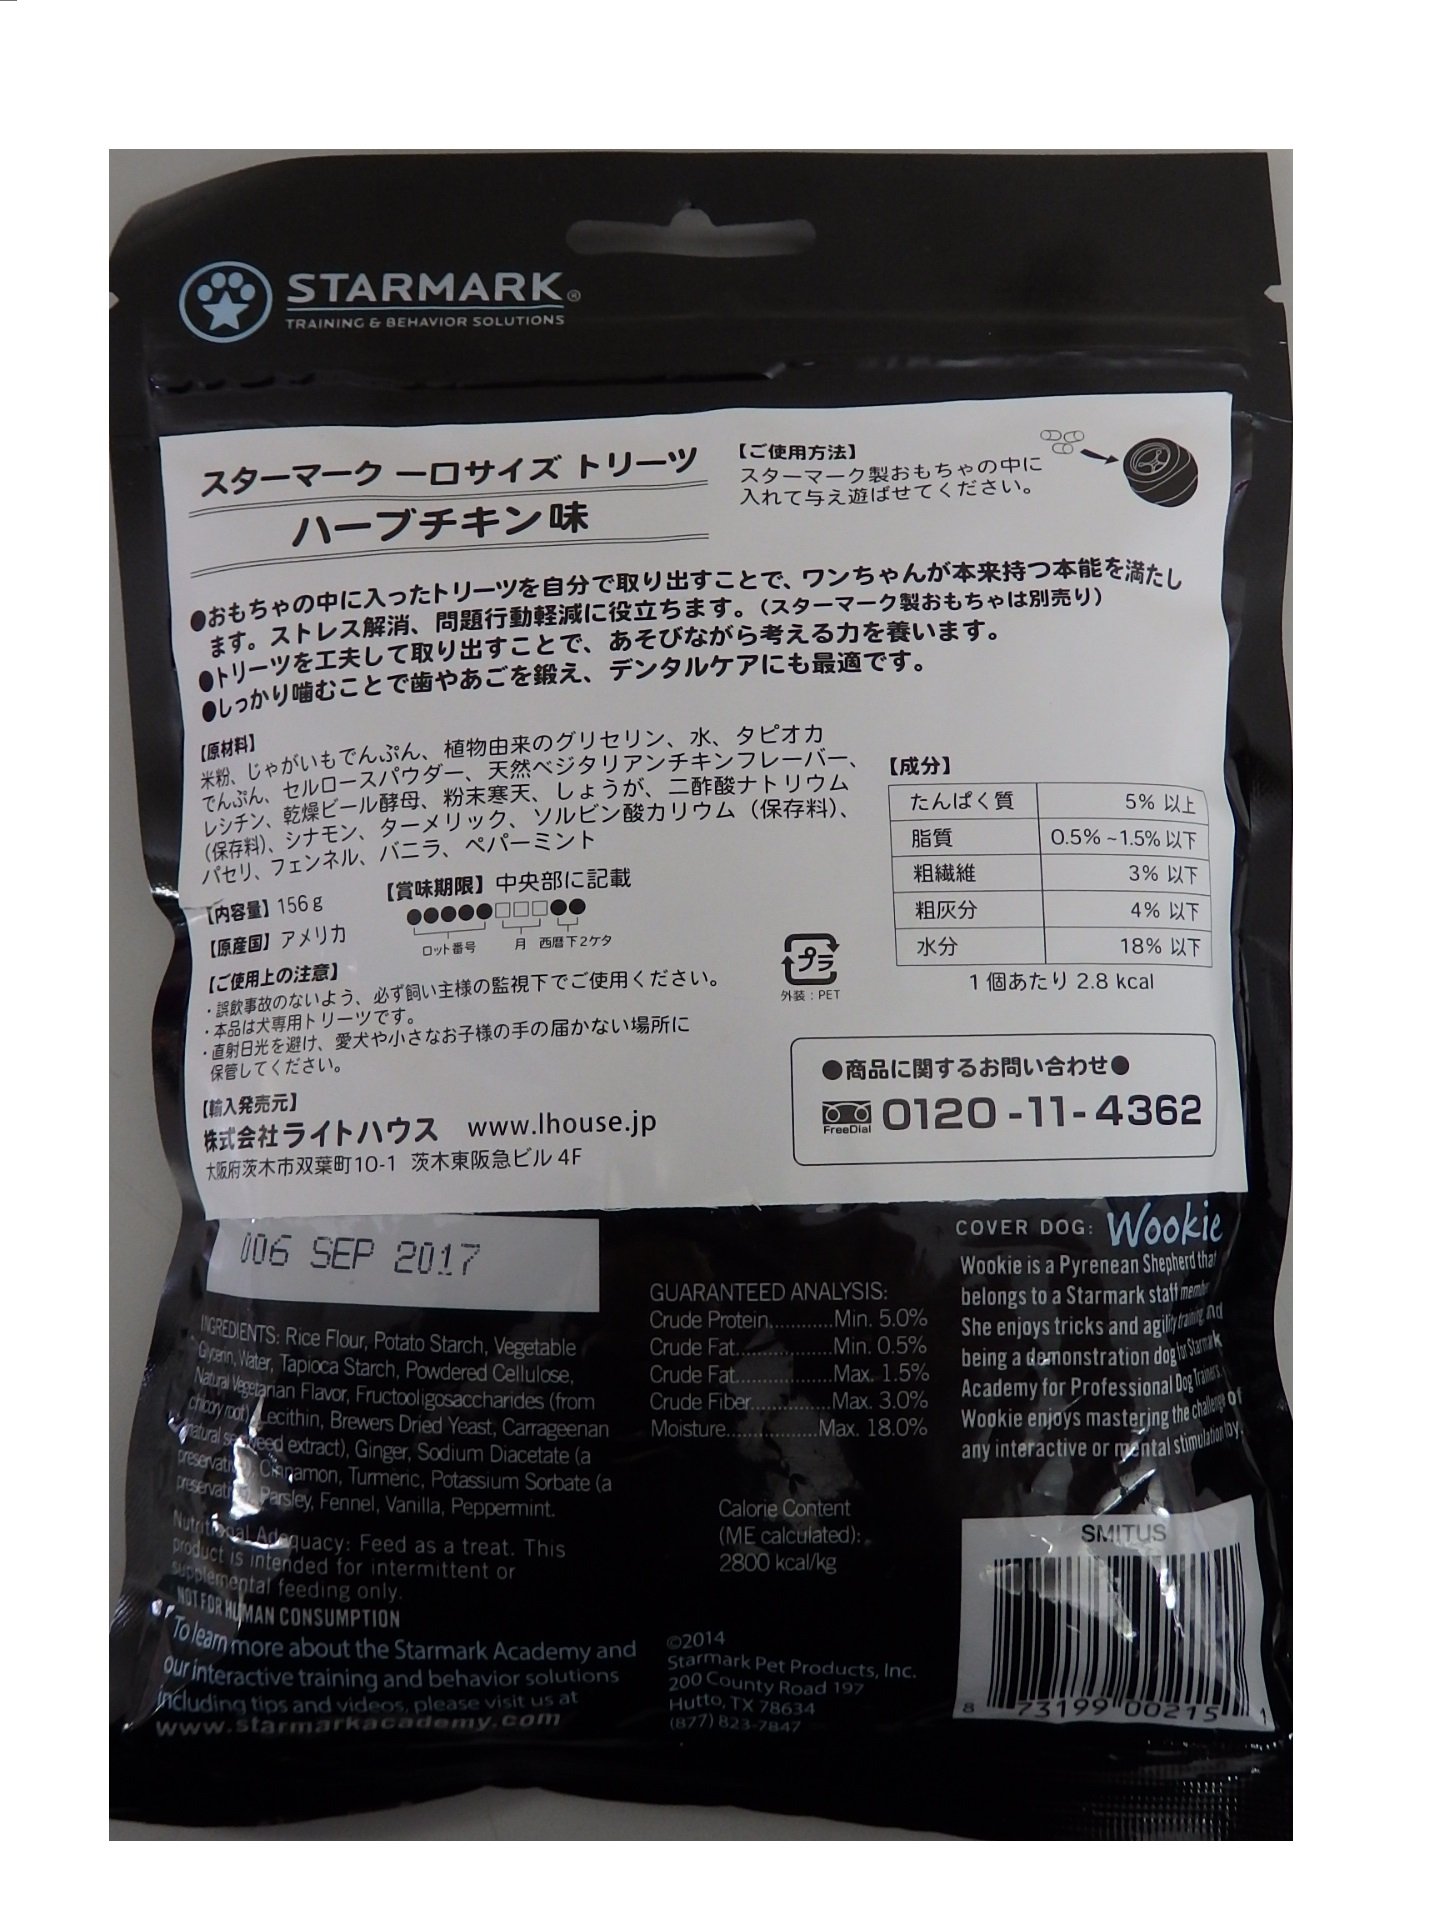 STARMARK®
TRAINING & BEHAVIOR SOLUTIONS
スターマーク 一口サイズ トリーツ
ハーブチキン味
【ご使用方法】
スターマーク製おもちゃの中に
入れて与え遊ばせてください。
●おもちゃの中に入ったトリーツを自分で取り出すことで、ワンちゃんが本来持つ本能を満たし
ます。ストレス解消、問題行動軽減に役立ちます。（スターマーク製おもちゃは別売り）
●トリーツを工夫して取り出すことで、あそびながら考える力を養います。
●しっかり噛むことで歯やあごを鍛え、デンタルケアにも最適です。
【原材料】
米粉、じゃがいもでんぷん、植物由来のグリセリン、水、タピオカ
でんぷん、セルロースパウダー、天然ベジタリアンチキンフレーバー、
レシチン、乾燥ビール酵母、粉末寒天、しょうが、二酢酸ナトリウム
（保存料）、シナモン、ターメリック、ソルビン酸カリウム（保存料）、
パセリ、フェンネル、バニラ、ペパーミント
【内容量】156g
【原産国】アメリカ
【賞味期限】中央部に記載
●●●●●□□□●●
ロット番号 月 西暦下2ケタ
【成分】
たんぱく質 5% 以上
脂質 0.5% ~1.5% 以下
粗繊維 3% 以下
粗灰分 4% 以下
水分 18% 以下
1個あたり 2.8 kcal
【ご使用上の注意】
・誤飲事故のないよう、必ず飼い主様の監視下でご使用ください。
・本品は犬専用トリーツです。
・直射日光を避け、愛犬や小さなお子様の手の届かない場所に
保管してください。
プラ
外装：PET
●商品に関するお問い合わせ●
FreeDial 0120-11-4362
【輸入発売元】
株式会社ライトハウス www.lhouse.jp
大阪府茨木市双葉町10-1 茨木東阪急ビル 4F
006 SEP 2017
INGREDIENTS: Rice Flour, Potato Starch, Vegetable
Glycerin, Water, Tapioca Starch, Powdered Cellulose,
Natural Vegetarian Flavor, Fructooligosaccharides (from
chicory root), Lecithin, Brewers Dried Yeast, Carrageenan
(natural seaweed extract), Ginger, Sodium Diacetate (a
preservative), Cinnamon, Turmeric, Potassium Sorbate (a
preservative), Parsley, Fennel, Vanilla, Peppermint.
Nutritional Adequacy: Feed as a treat. This
product is intended for intermittent or
supplemental feeding only.
NOT FOR HUMAN CONSUMPTION
To learn more about the Starmark Academy and
our interactive training and behavior solutions
including tips and videos, please visit us at
www.starmarkacademy.com
GUARANTEED ANALYSIS:
Crude Protein............Min. 5.0%
Crude Fat..................Min. 0.5%
Crude Fat..................Max. 1.5%
Crude Fiber...............Max. 3.0%
Moisture.................Max. 18.0%
Calorie Content
(ME calculated):
2800 kcal/kg
©2014
Starmark Pet Products, Inc.
200 County Road 197
Hutto, TX 78634
(877) 823-7847
COVER DOG: Wookie
Wookie is a Pyrenean Shepherd that
belongs to a Starmark staff member
She enjoys tricks and agility training and
being a demonstration dog for Starmark
Academy for Professional Dog Trainers.
Wookie enjoys mastering the challenge of
any interactive or mental stimulation toy.
SMITUS
8 73199 00215 1